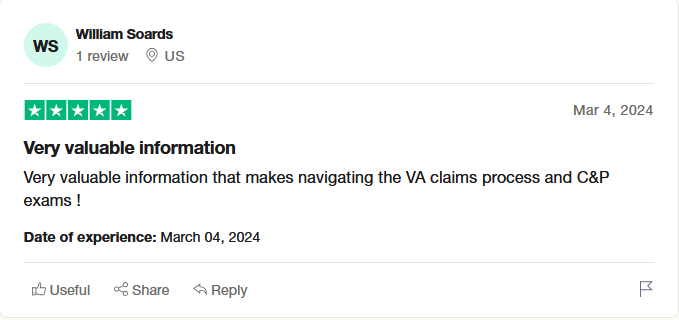 WS
William Soards
1 review US
Mar 4, 2024
Very valuable information
Very valuable information that makes navigating the VA claims process and C&P
exams !
Date of experience: March 04, 2024
Useful Share Reply